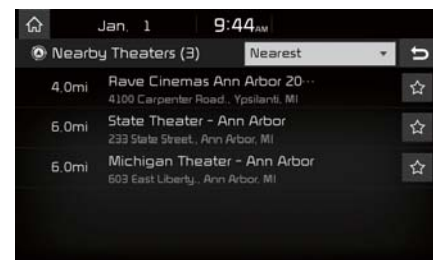 Jan. 1 9:44 AM
Nearby Theaters (3) Nearest
4.0mi Rave Cinemas Ann Arbor 20...
4100 Carpenter Road., Ypsilanti, MI
6.0mi State Theater - Ann Arbor
233 State Street., Ann Arbor, MI
6.0mi Michigan Theater - Ann Arbor
603 East Liberty., Ann Arbor, MI